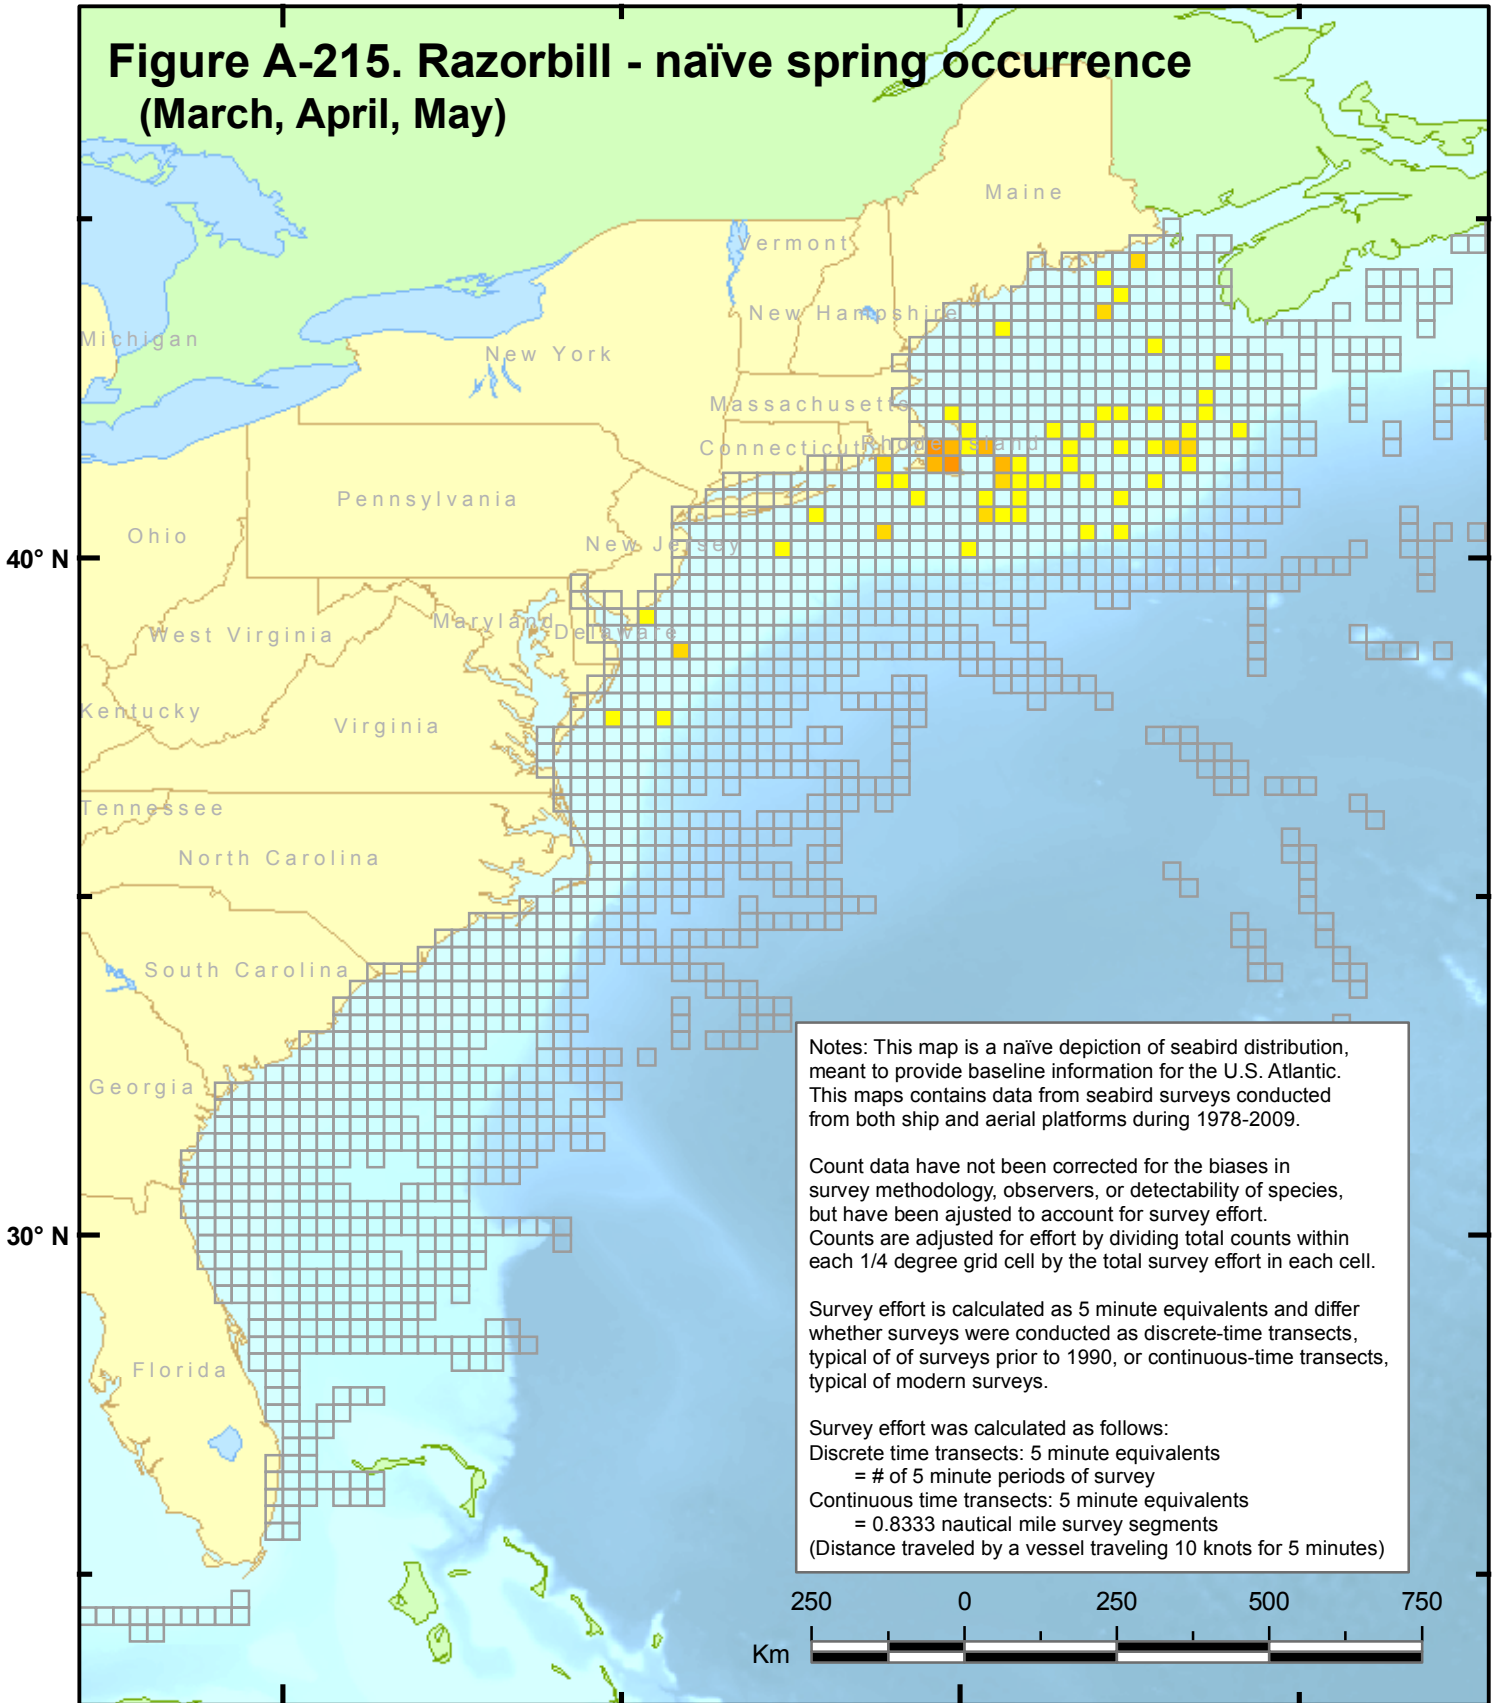 Figure A-215. Razorbill - naïve spring occurrence
(March, April, May)
Maine
Vermont
New Hampshire
Michigan
New York
Massachusetts
Connecticut
Rhode Island
Pennsylvania
Ohio
New Jersey
40° N
West Virginia
Maryland
Delaware
Kentucky
Virginia
Tennessee
North Carolina
South Carolina
Georgia
30° N
Florida
Notes: This map is a naïve depiction of seabird distribution,
meant to provide baseline information for the U.S. Atlantic.
This maps contains data from seabird surveys conducted
from both ship and aerial platforms during 1978-2009.
Count data have not been corrected for the biases in
survey methodology, observers, or detectability of species,
but have been ajusted to account for survey effort.
Counts are adjusted for effort by dividing total counts within
each 1/4 degree grid cell by the total survey effort in each cell.
Survey effort is calculated as 5 minute equivalents and differ
whether surveys were conducted as discrete-time transects,
typical of of surveys prior to 1990, or continuous-time transects,
typical of modern surveys.
Survey effort was calculated as follows:
Discrete time transects: 5 minute equivalents
= # of 5 minute periods of survey
Continuous time transects: 5 minute equivalents
= 0.8333 nautical mile survey segments
(Distance traveled by a vessel traveling 10 knots for 5 minutes)
250 0 250 500 750
Km